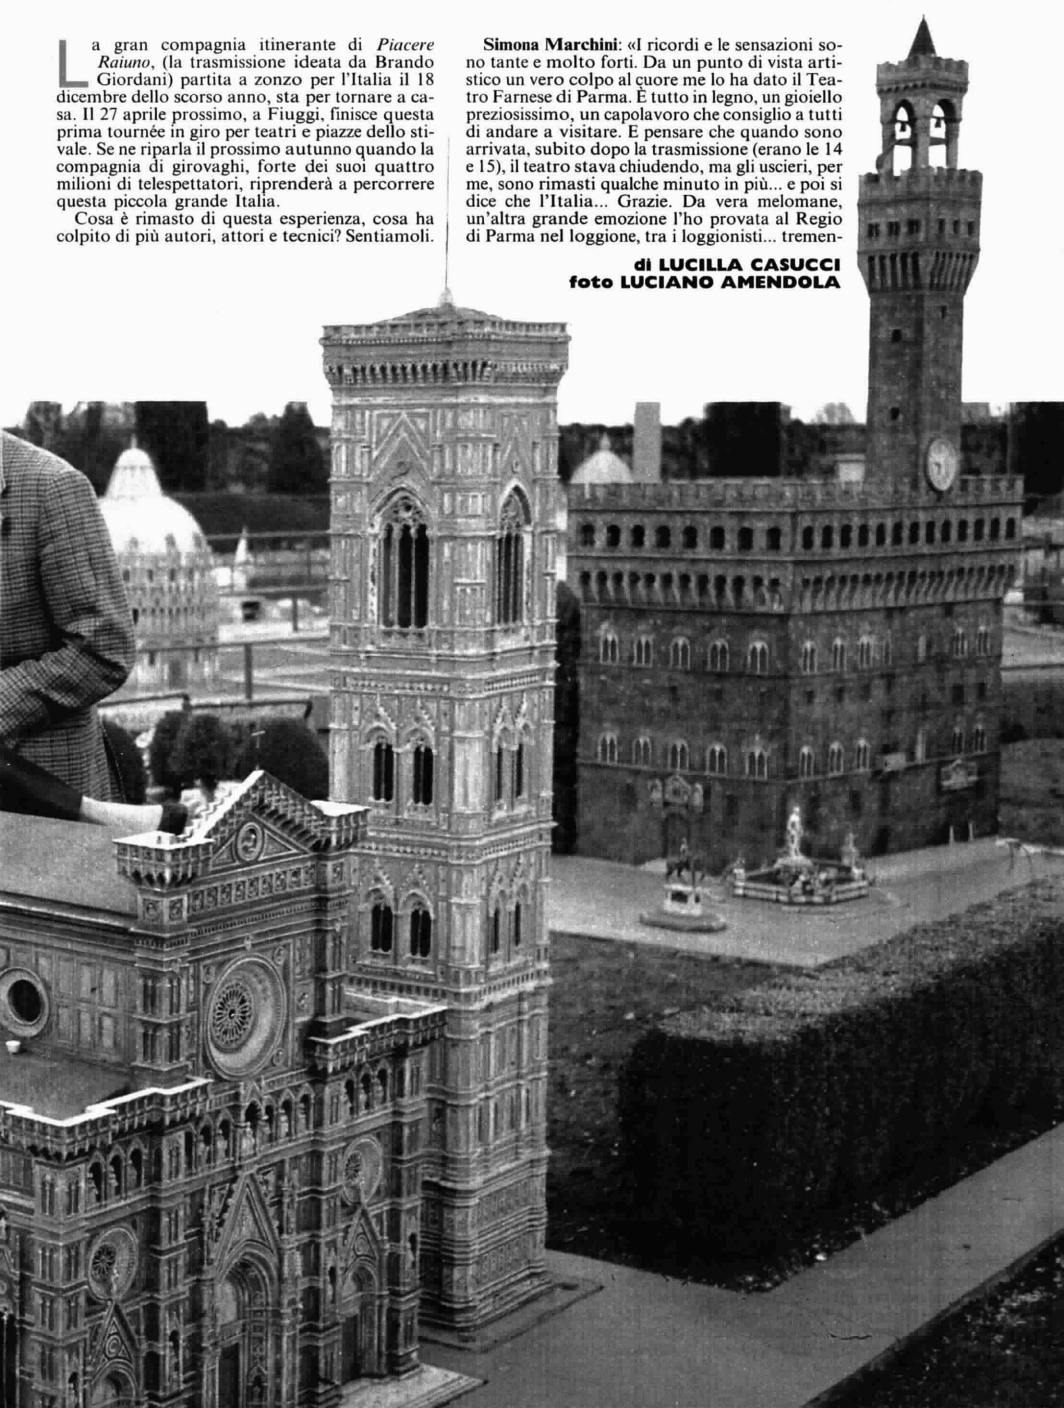 La gran compagnia itinerante di Piacere
Raiuno, (la trasmissione ideata da Brando
Giordani) partita a zonzo per l'Italia il 18
dicembre dello scorso anno, sta per tornare a ca-
sa. Il 27 aprile prossimo, a Fiuggi, finisce questa
prima tournée in giro per teatri e piazze dello sti-
vale. Se ne riparla il prossimo autunno quando la
compagnia di girovaghi, forte dei suoi quattro
milioni di telespettatori, riprenderà a percorrere
questa piccola grande Italia.
Cosa è rimasto di questa esperienza, cosa ha
colpito di più autori, attori e tecnici? Sentiamoli.
Simona Marchini: «I ricordi e le sensazioni so-
no tante e molto forti. Da un punto di vista arti-
stico un vero colpo al cuore me lo ha dato il Tea-
tro Farnese di Parma. È tutto in legno, un gioiello
preziosissimo, un capolavoro che consiglio a tutti
di andare a visitare. E pensare che quando sono
arrivata, subito dopo la trasmissione (erano le 14
e 15), il teatro stava chiudendo, ma gli uscieri, per
me, sono rimasti qualche minuto in più... e poi si
dice che l'Italia... Grazie. Da vera melomane,
un'altra grande emozione l'ho provata al Regio
di Parma nel loggione, tra i loggionisti... tremen-
di LUCILLA CASUCCI
foto LUCIANO AMENDOLA